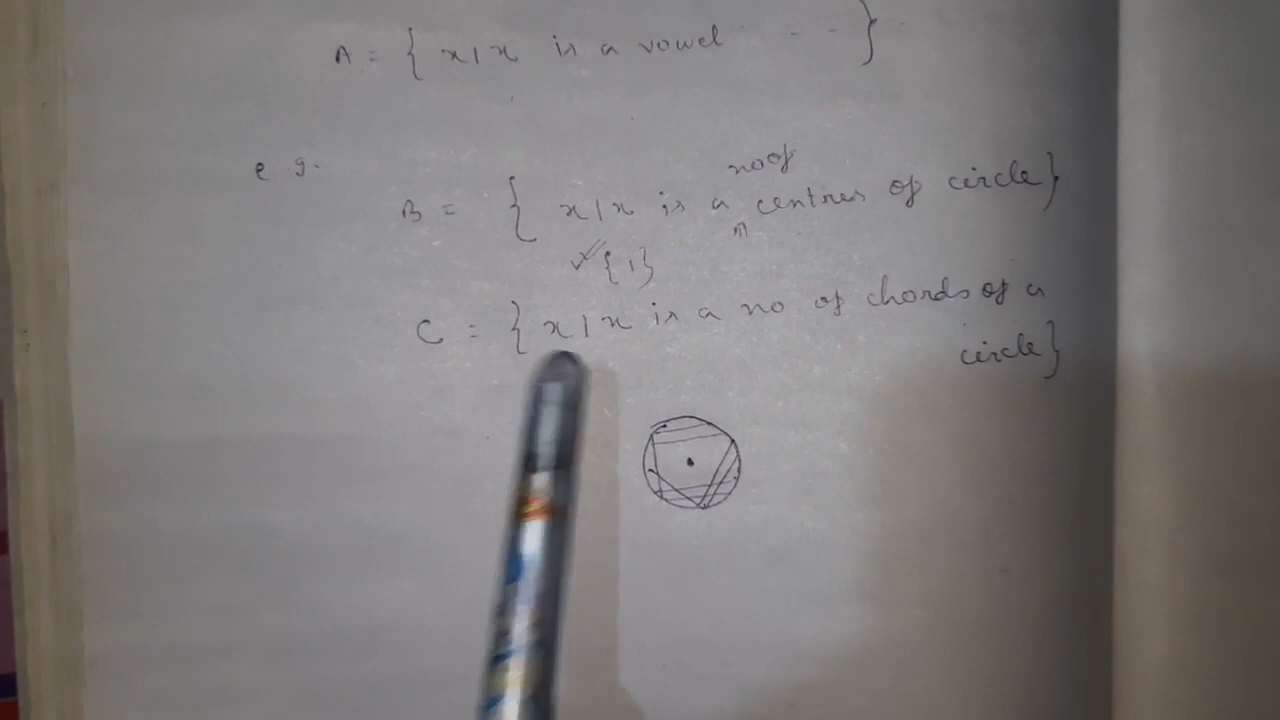 A = { x | x is a vowel - - }
e g.
no of
B = { x | x is a centres of circle}
{1}
C = { x | x is a no of chords of a
circle}